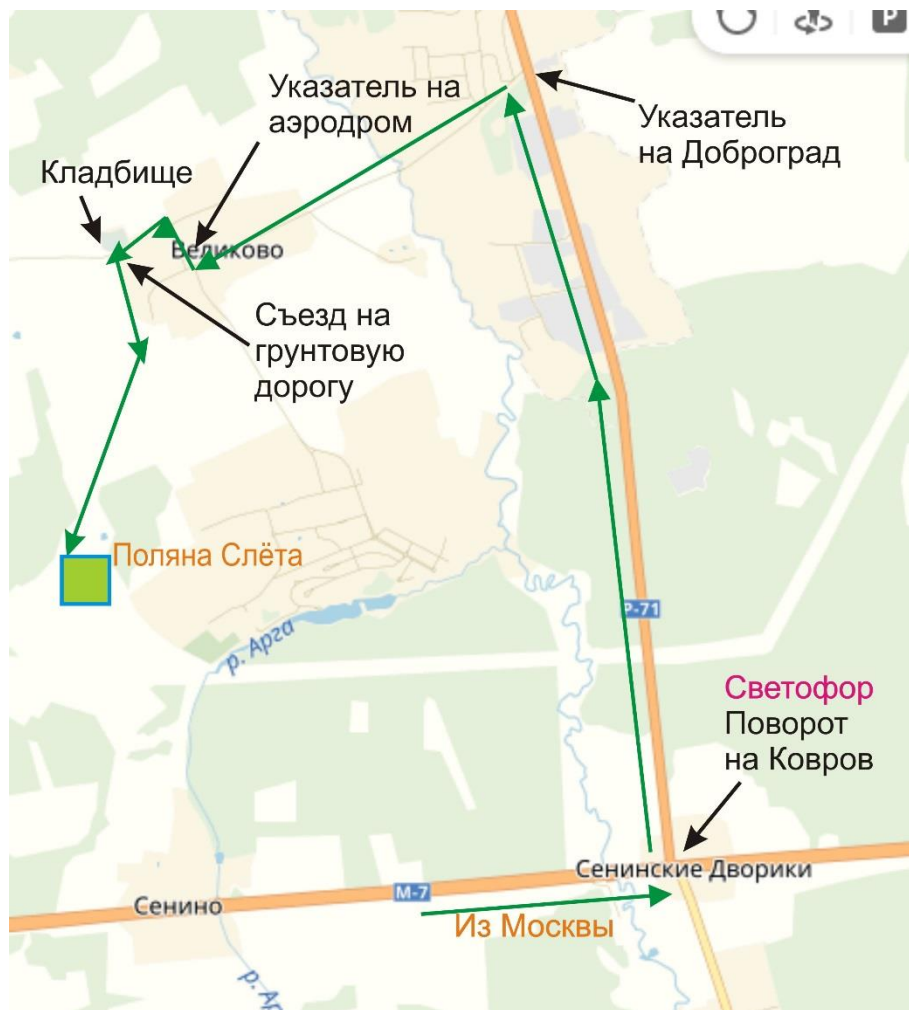 P
Указатель на
аэродром
Указатель
на Доброград
Кладбище
Великово
Съезд на
грунтовую
дорогу
Поляна Слёта
Р-71
р. Арга
Светофор
Поворот
на Ковров
Сенинские Дворики
М-7
Сенино
Из Москвы